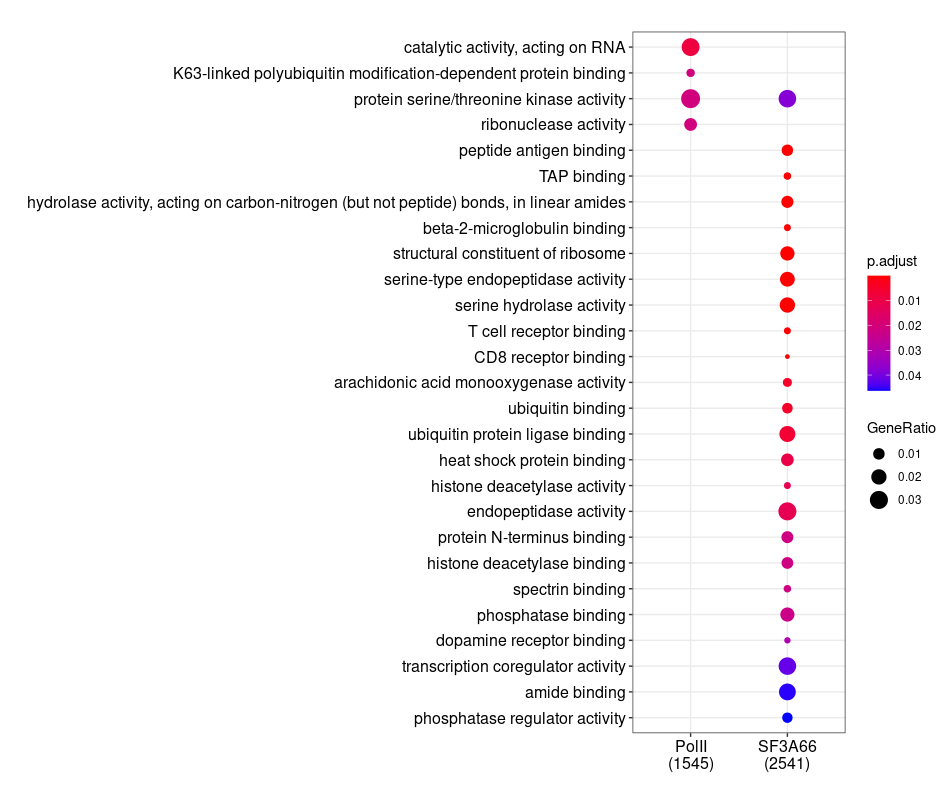 catalytic activity, acting on RNA
K63-linked polyubiquitin modification-dependent protein binding
protein serine/threonine kinase activity
ribonuclease activity
peptide antigen binding
TAP binding
hydrolase activity, acting on carbon-nitrogen (but not peptide) bonds, in linear amides
beta-2-microglobulin binding
structural constituent of ribosome
serine-type endopeptidase activity
serine hydrolase activity
T cell receptor binding
CD8 receptor binding
arachidonic acid monooxygenase activity
ubiquitin binding
ubiquitin protein ligase binding
heat shock protein binding
histone deacetylase activity
endopeptidase activity
protein N-terminus binding
histone deacetylase binding
spectrin binding
phosphatase binding
dopamine receptor binding
transcription coregulator activity
amide binding
phosphatase regulator activity
PolII
(1545)
SF3A66
(2541)
p.adjust
0.01
0.02
0.03
0.04
GeneRatio
0.01
0.02
0.03